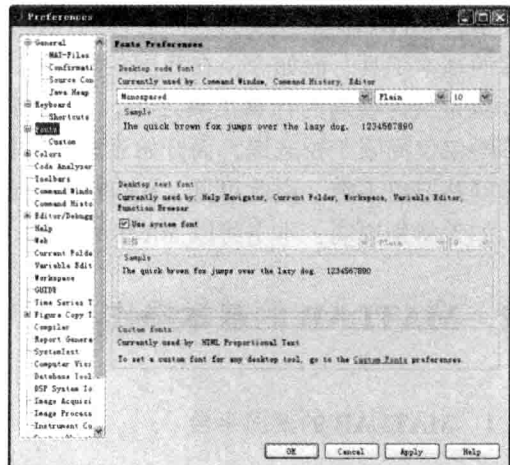 Preferences
General
MAT-Files
Confirmati
Source Con
Java Heap
Keyboard
Shortcuts
Fonts
Custom
Colors
Code Analyzer
Toolbars
Command Windo
Command Histo
Editor/Debugg
Help
Web
Current Folde
Variable Edit
Workspace
GUIDE
Time Series T
Figure Copy T
Compiler
Report Genera
SystemTest
Computer Visi
Database Tool
DSP System To
Image Acquisi
Image Process
Instrument Co
Fonts Preferences
Desktop code font
Currently used by: Command Window, Command History, Editor
Monospaced Plain 10
Sample
The quick brown fox jumps over the lazy dog. 1234567890
Desktop text font
Currently used by: Help Navigator, Current Folder, Workspace, Variable Editor,
Function Browser
Use system font
Plain
Sample
The quick brown fox jumps over the lazy dog. 1234567890
Custom fonts
Currently used by: HTML Proportional Text
To set a custom font for any desktop tool, go to the Custom Fonts preferences.
OK Cancel Apply Help